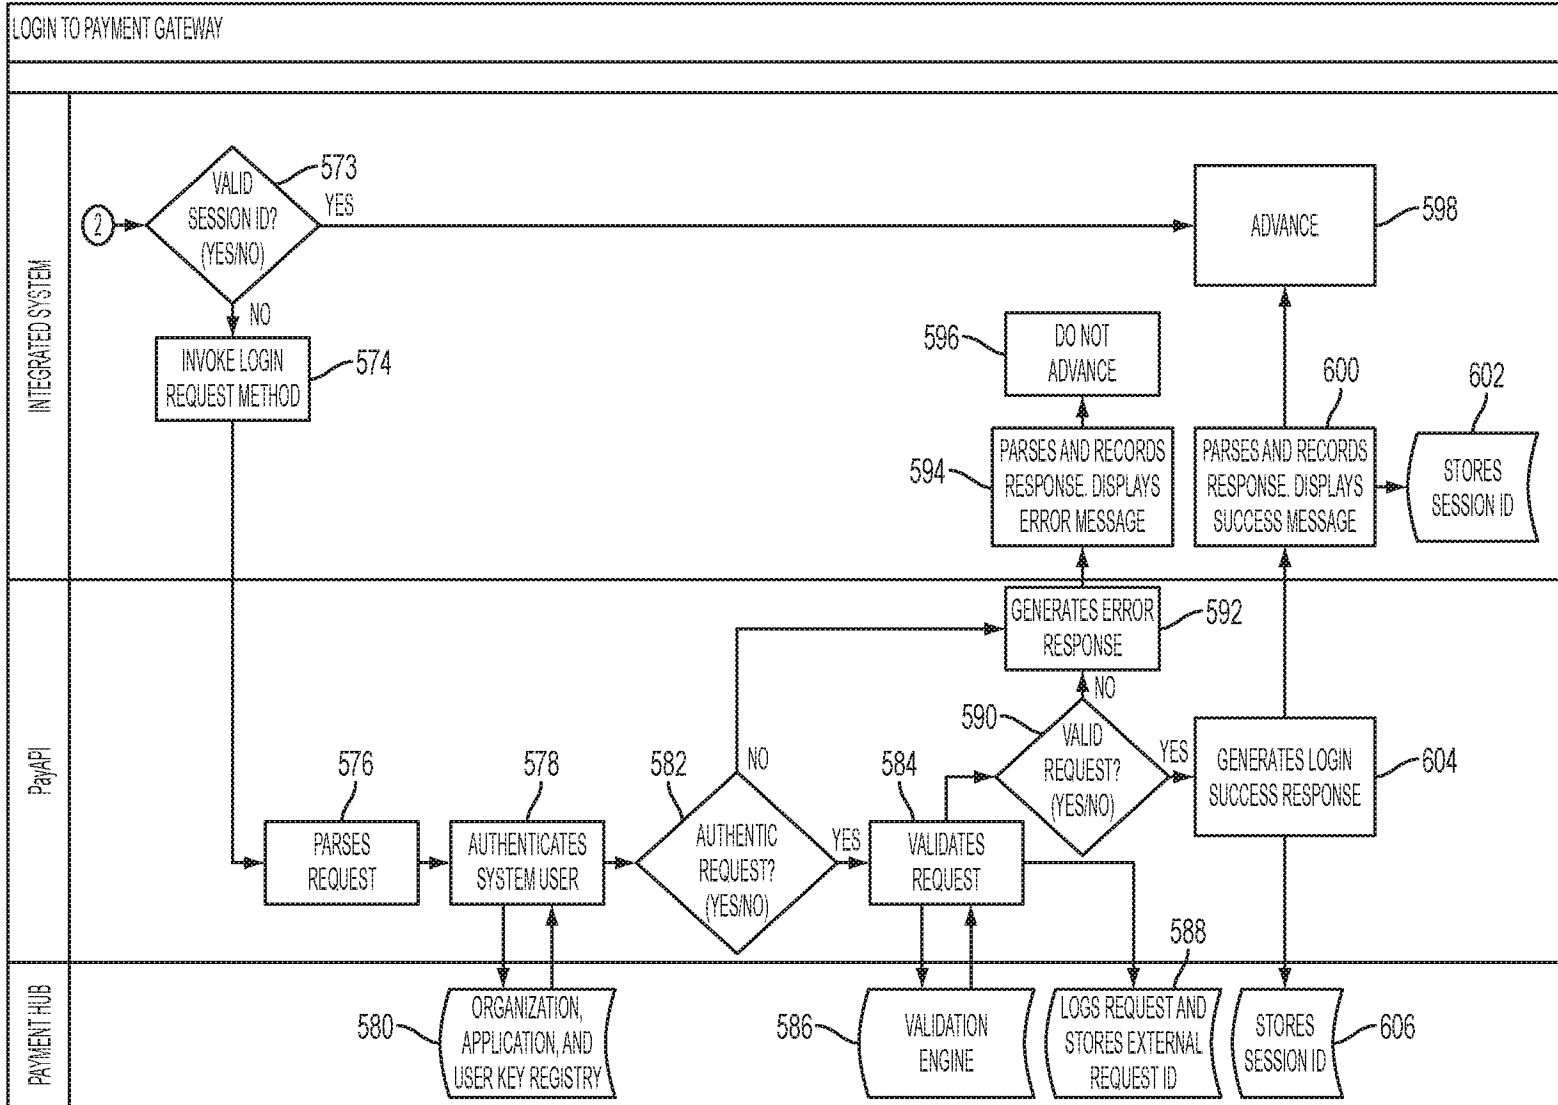 LOGIN TO PAYMENT GATEWAY
INTEGRATED SYSTEM
2
VALID
SESSION ID?
(YES/NO)
573
YES
NO
INVOKE LOGIN
REQUEST METHOD
574
ADVANCE
598
DO NOT
ADVANCE
596
PARSES AND RECORDS
RESPONSE. DISPLAYS
ERROR MESSAGE
594
PARSES AND RECORDS
RESPONSE. DISPLAYS
SUCCESS MESSAGE
600
STORES
SESSION ID
602
PayAPI
PARSES
REQUEST
576
AUTHENTICATES
SYSTEM USER
578
AUTHENTIC
REQUEST?
(YES/NO)
582
NO
YES
VALIDATES
REQUEST
584
VALID
REQUEST?
(YES/NO)
590
NO
YES
GENERATES ERROR
RESPONSE
592
GENERATES LOGIN
SUCCESS RESPONSE
604
PAYMENT HUB
ORGANIZATION,
APPLICATION, AND
USER KEY REGISTRY
580
VALIDATION
ENGINE
586
LOGS REQUEST AND
STORES EXTERNAL
REQUEST ID
588
STORES
SESSION ID
606